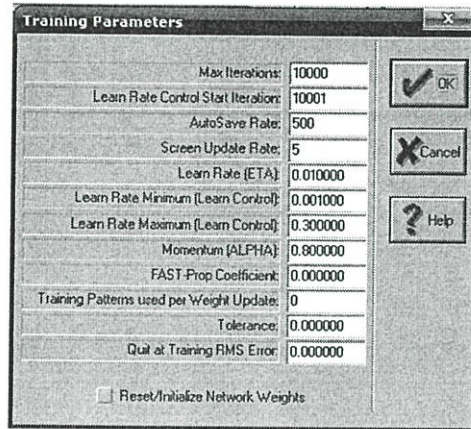 Training Parameters
Max Iterations: 10000
Learn Rate Control Start Iteration: 10001
AutoSave Rate: 500
Screen Update Rate: 5
Learn Rate (ETA): 0.010000
Learn Rate Minimum (Learn Control): 0.001000
Learn Rate Maximum (Learn Control): 0.300000
Momentum (ALPHA): 0.800000
FAST-Prop Coefficient: 0.000000
Training Patterns used per Weight Update: 0
Tolerance: 0.000000
Quit at Training RMS Error: 0.000000
Reset/Initialize Network Weights
OK
Cancel
? Help